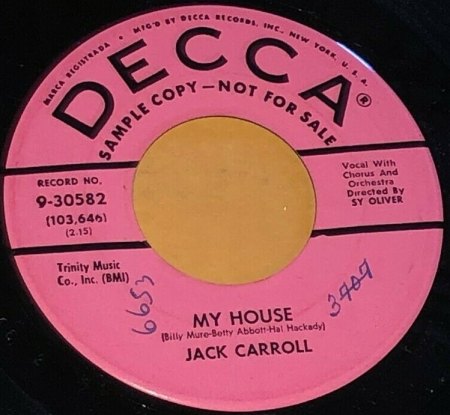 MARCA REGISTRADA • MFG'D BY DECCA RECORDS, INC., NEW YORK, U. S. A.
DECCA®
SAMPLE COPY—NOT FOR SALE
RECORD NO.
9-30582
(103,646)
(2.15)
Vocal With
Chorus And
Orchestra
Directed By
SY OLIVER
Trinity Music
Co., Inc. (BMI)
6653
MY HOUSE
(Billy Mure-Betty Abbott-Hal Hackady)
JACK CARROLL